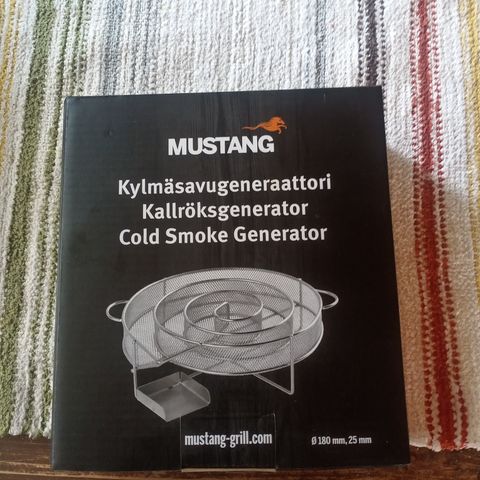 MUSTANG
Kylmäsavugeneraattori
Kallröksgenerator
Cold Smoke Generator
mustang-grill.com
Ø 180 mm, 25 mm